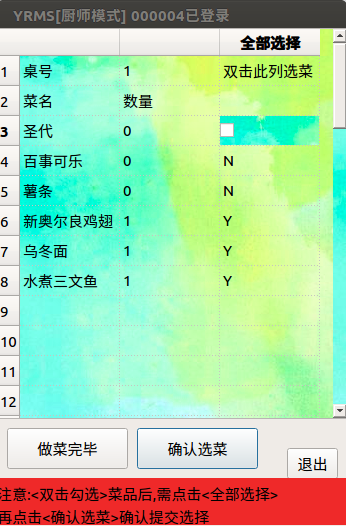 YRMS[厨师模式] 000004已登录
全部选择
1 桌号 1 双击此列选菜
2 菜名 数量
3 圣代 0
4 百事可乐 0 N
5 薯条 0 N
6 新奥尔良鸡翅 1 Y
7 乌冬面 1 Y
8 水煮三文鱼 1 Y
9
10
11
12
做菜完毕 确认选菜 退出
注意:<双击勾选>菜品后,需点击<全部选择>
再点击<确认选菜>确认提交选择